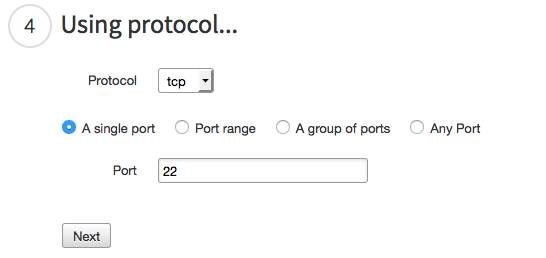 4 Using protocol...
Protocol tcp
A single port Port range A group of ports Any Port
Port 22
Next